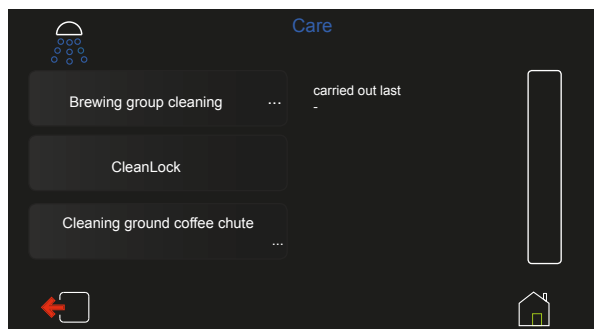 Care
Brewing group cleaning ...
carried out last
-
CleanLock
Cleaning ground coffee chute
...